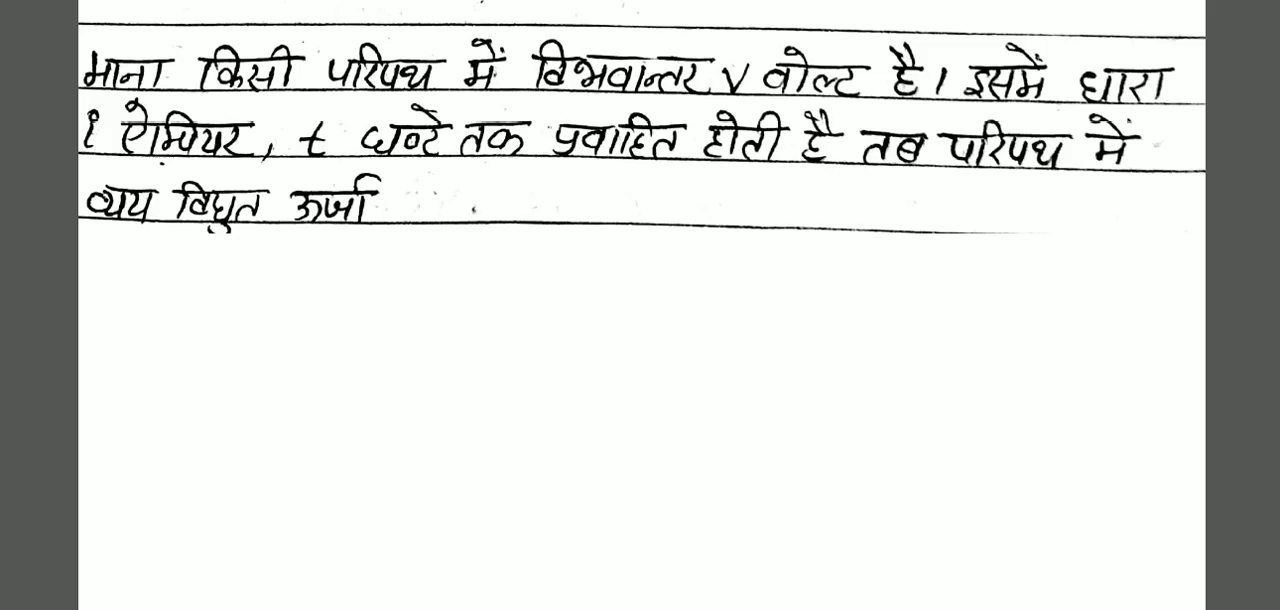 माना किसी परिपथ में विभवान्तर V वोल्ट है। इसमें धारा
i ऐम्पियर, t घण्टे तक प्रवाहित होती है तब परिपथ में
व्यय विद्युत ऊर्जा